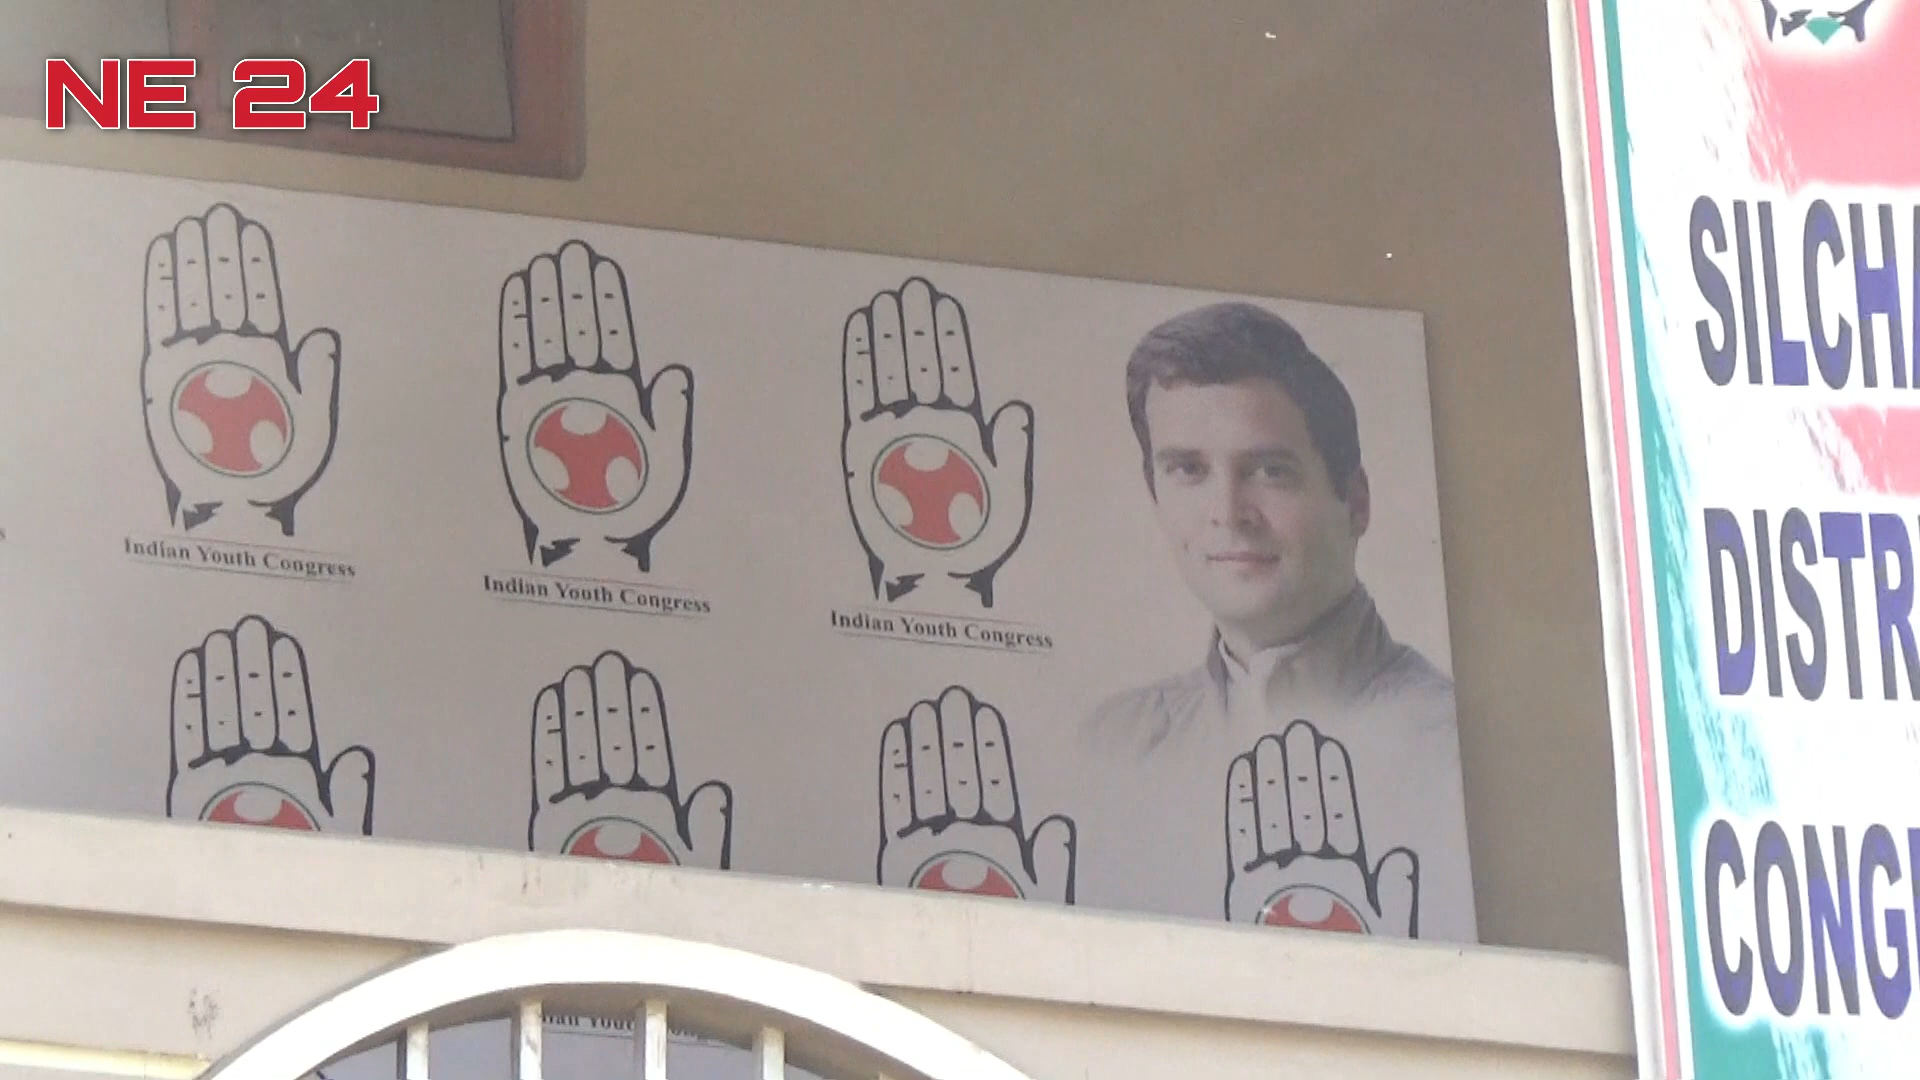 NE 24
Indian Youth Congress
Indian Youth Congress
Indian Youth Congress
SILCHA
DISTR
CONG